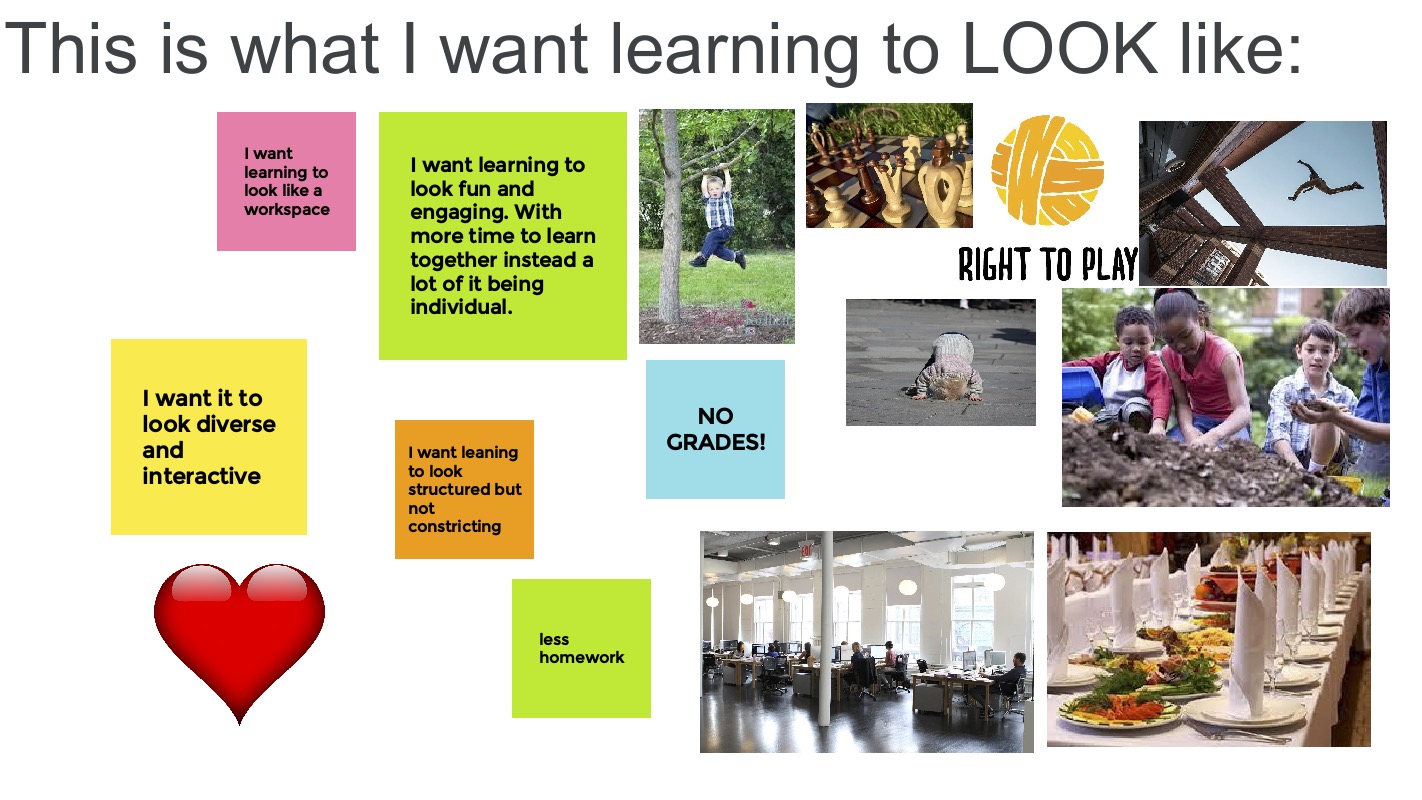 This is what I want learning to LOOK like:
I want
learning to
look like a
workspace
I want learning to
look fun and
engaging. With
more time to learn
together instead a
lot of it being
individual.
RIGHT TO PLAY
I want it to
look diverse
and
interactive
I want leaning
to look
structured but
not
constricting
NO
GRADES!
less
homework
EXIT